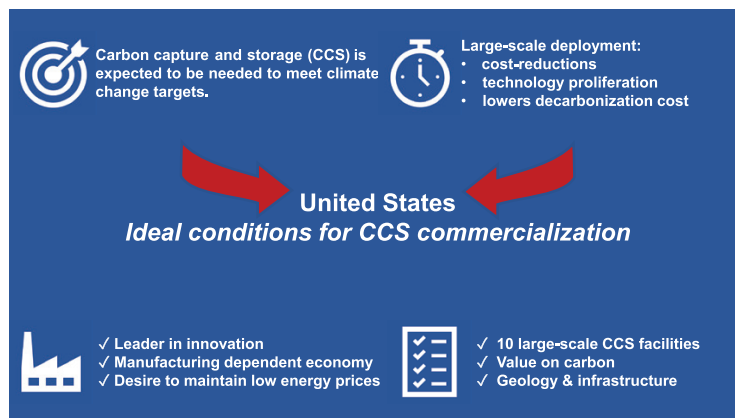 Carbon capture and storage (CCS) is
expected to be needed to meet climate
change targets.
Large-scale deployment:
• cost-reductions
• technology proliferation
• lowers decarbonization cost
United States
Ideal conditions for CCS commercialization
✓ Leader in innovation
✓ Manufacturing dependent economy
✓ Desire to maintain low energy prices
✓ 10 large-scale CCS facilities
✓ Value on carbon
✓ Geology & infrastructure